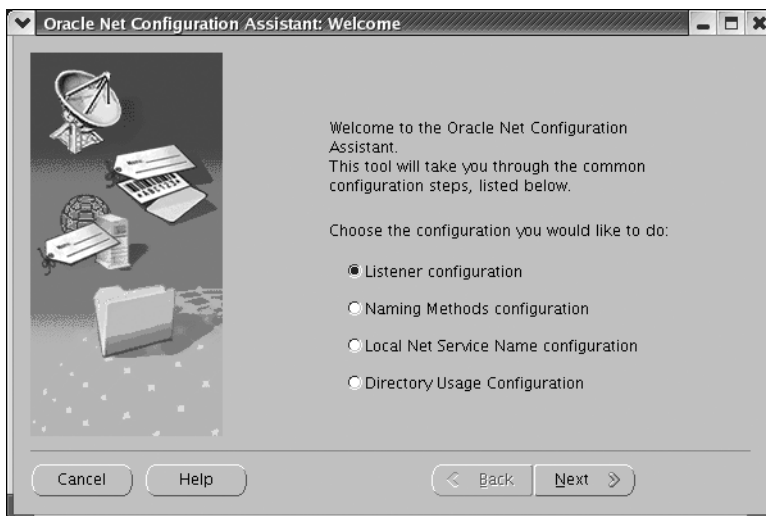 Oracle Net Configuration Assistant: Welcome
Welcome to the Oracle Net Configuration
Assistant.
This tool will take you through the common
configuration steps, listed below.
Choose the configuration you would like to do:
Listener configuration
Naming Methods configuration
Local Net Service Name configuration
Directory Usage Configuration
Cancel
Help
Back
Next